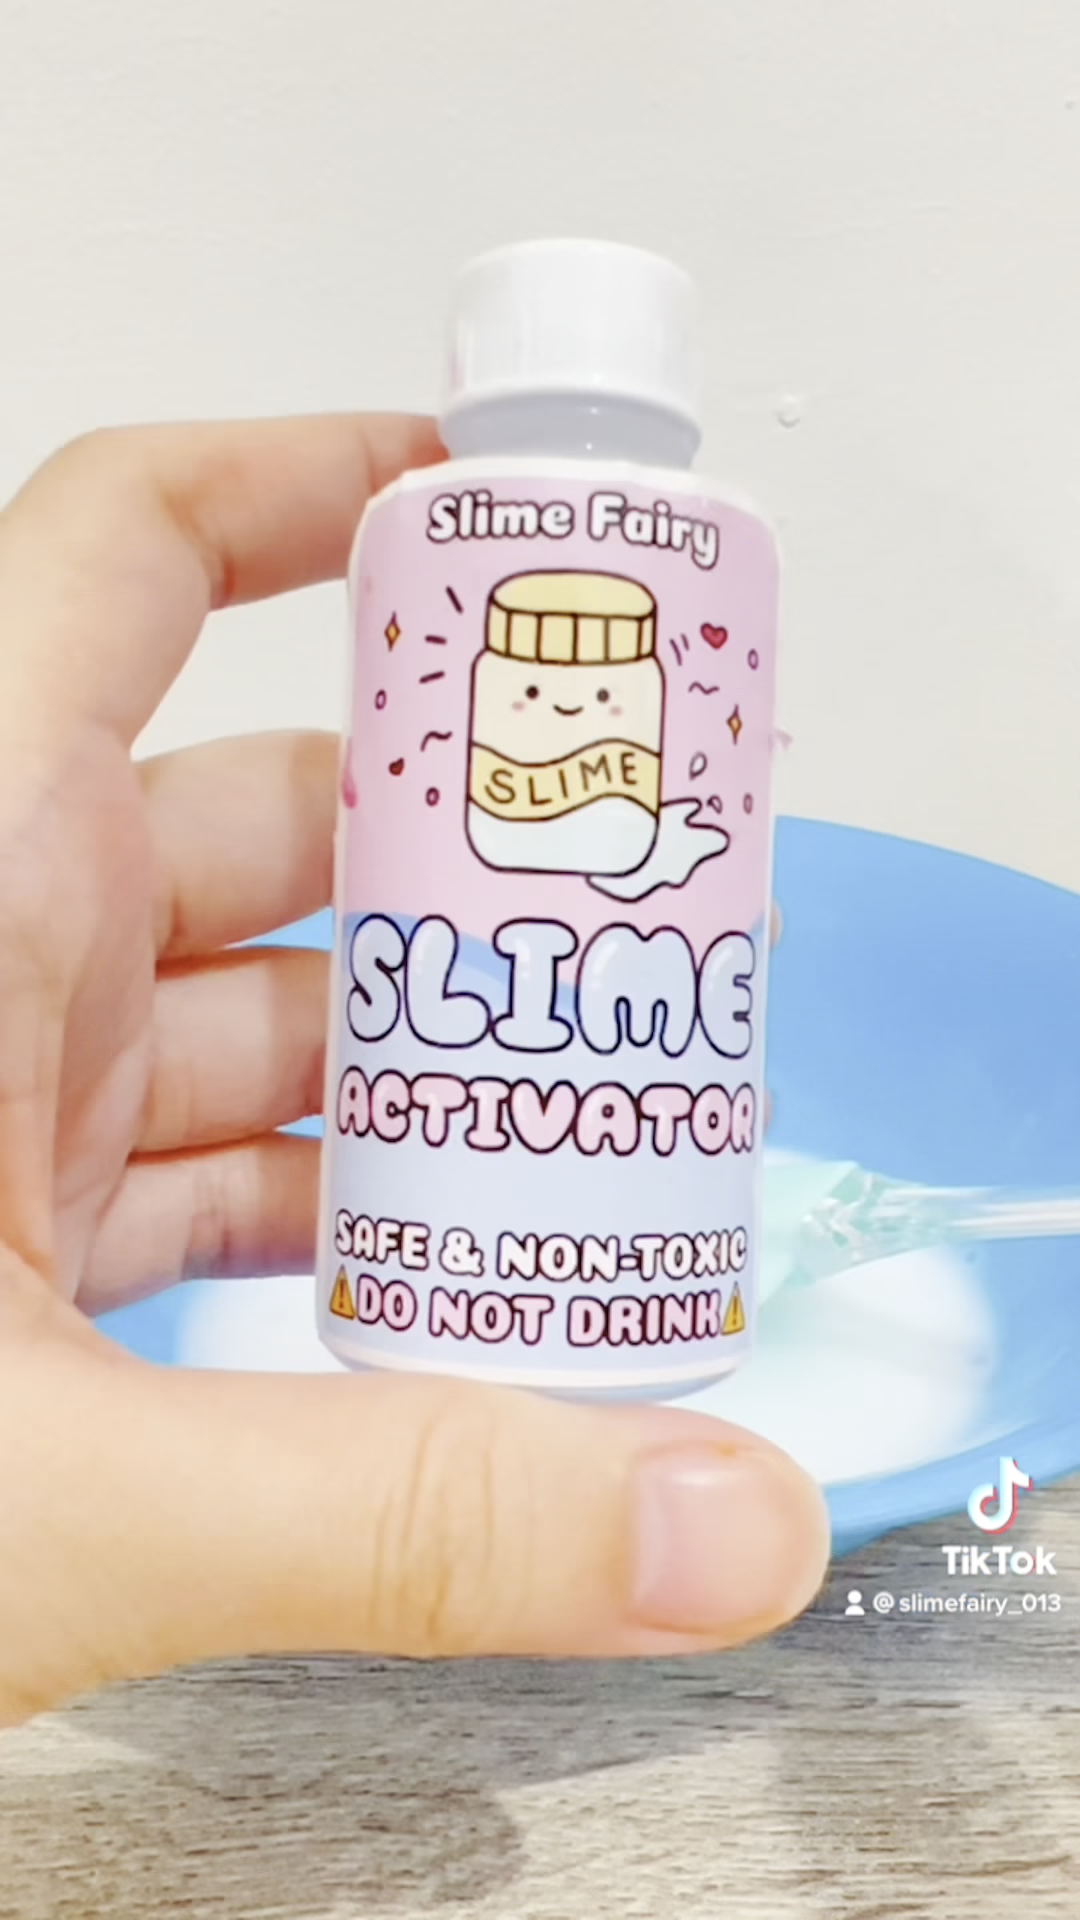 Slime Fairy
SLIME
SLIME
ACTIVATOR
SAFE & NON-TOXIC
⚠DO NOT DRINK⚠
TikTok
@slimefairy_013